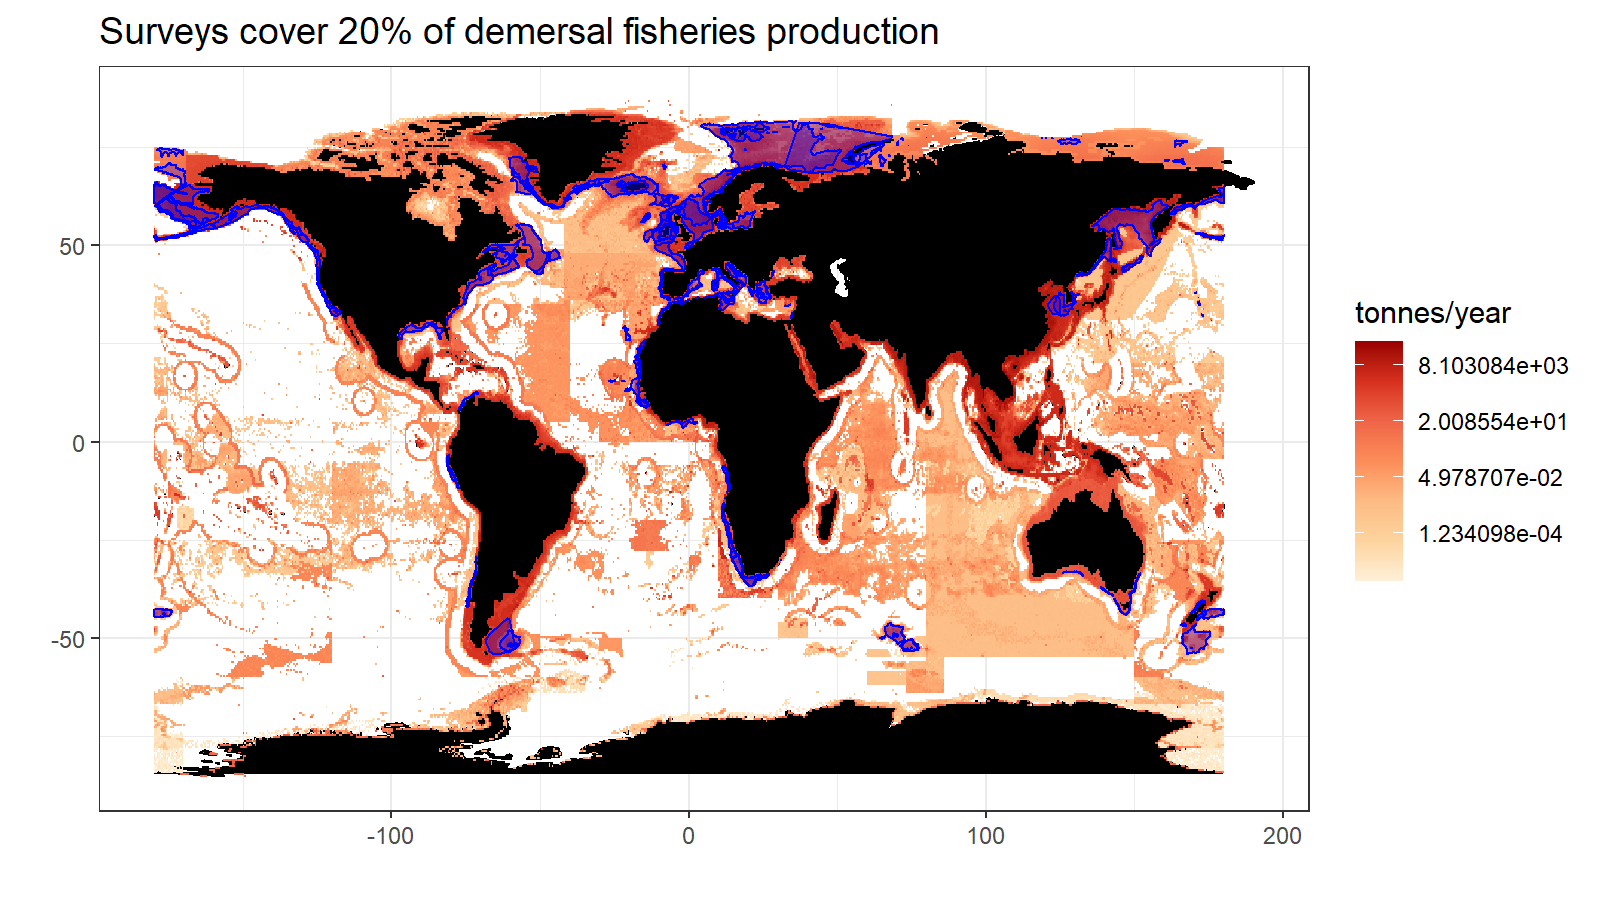 Surveys cover 20% of demersal fisheries production
tonnes/year
8.103084e+03
2.008554e+01
4.978707e-02
1.234098e-04
50
0
-50
-100
0
100
200